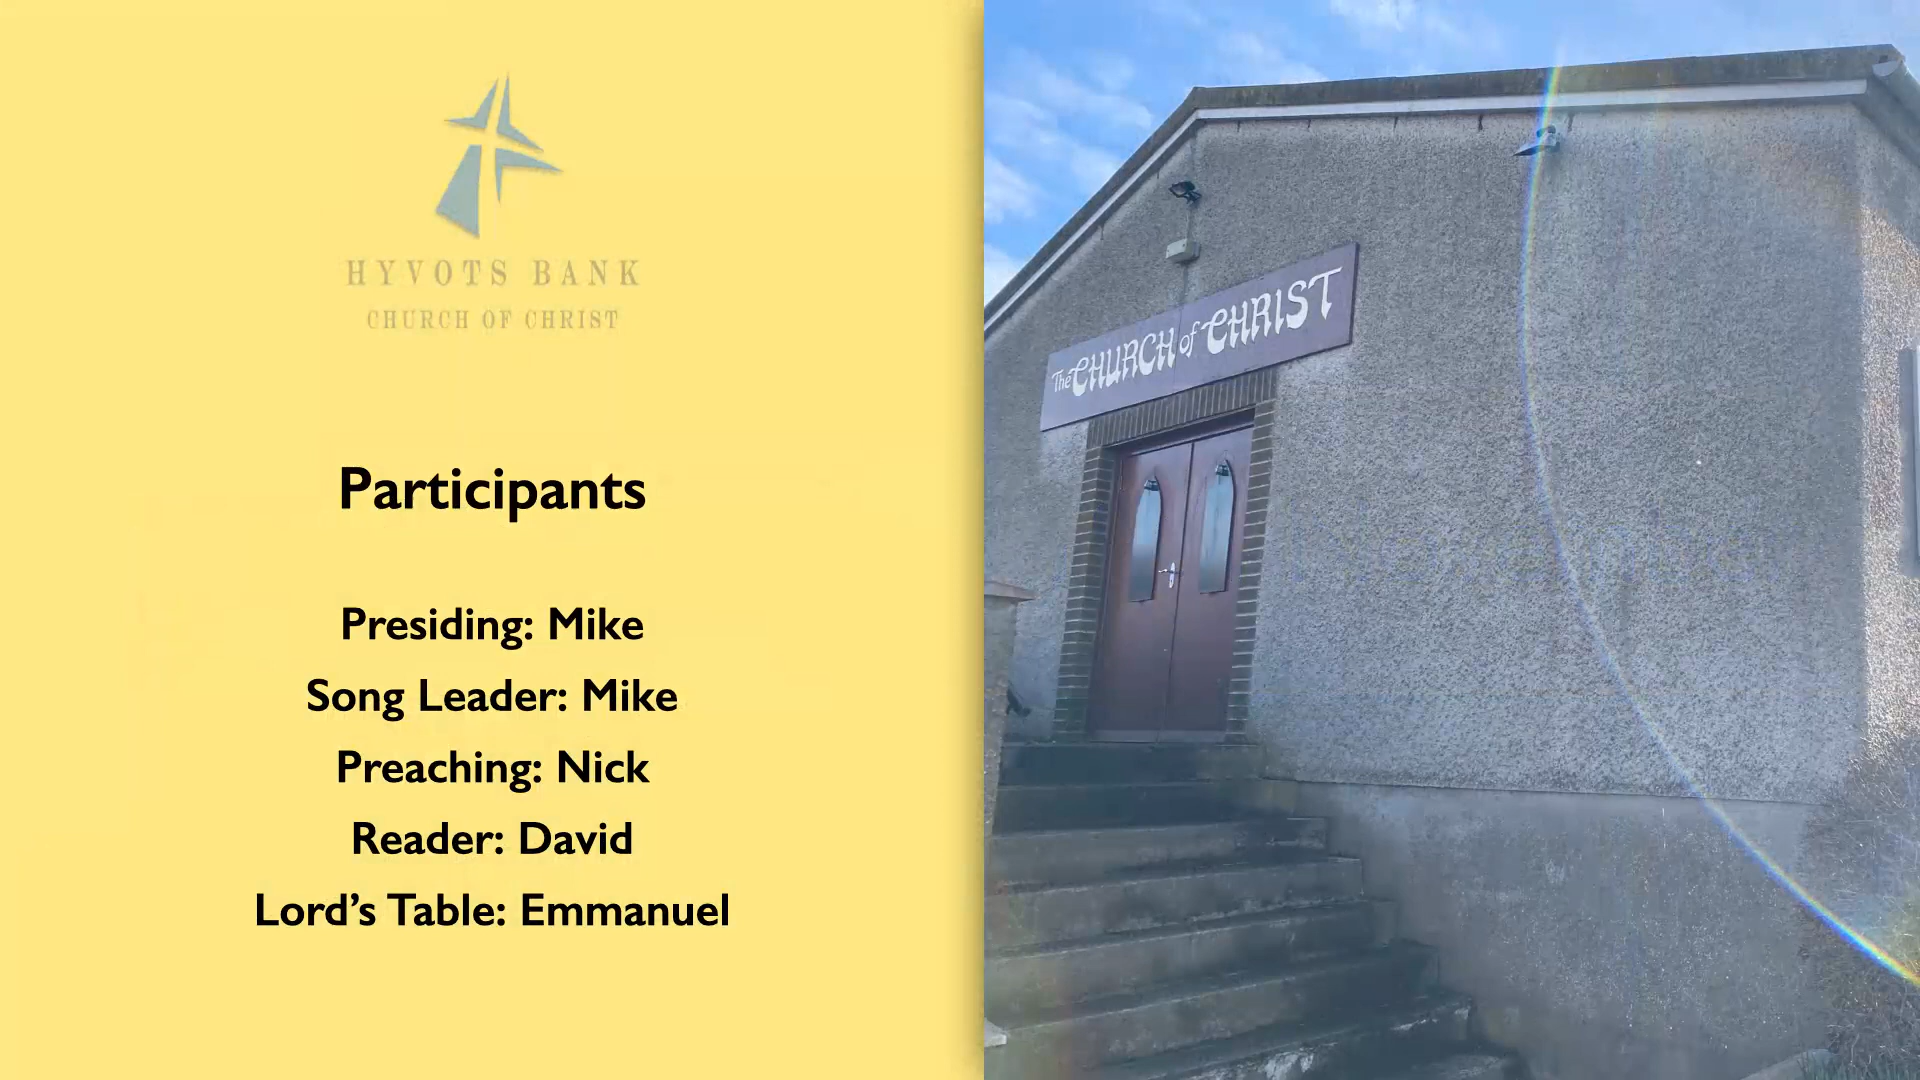 HYVOTS BANK
CHURCH OF CHRIST
Participants
Presiding: Mike
Song Leader: Mike
Preaching: Nick
Reader: David
Lord’s Table: Emmanuel
The CHURCH of CHRIST